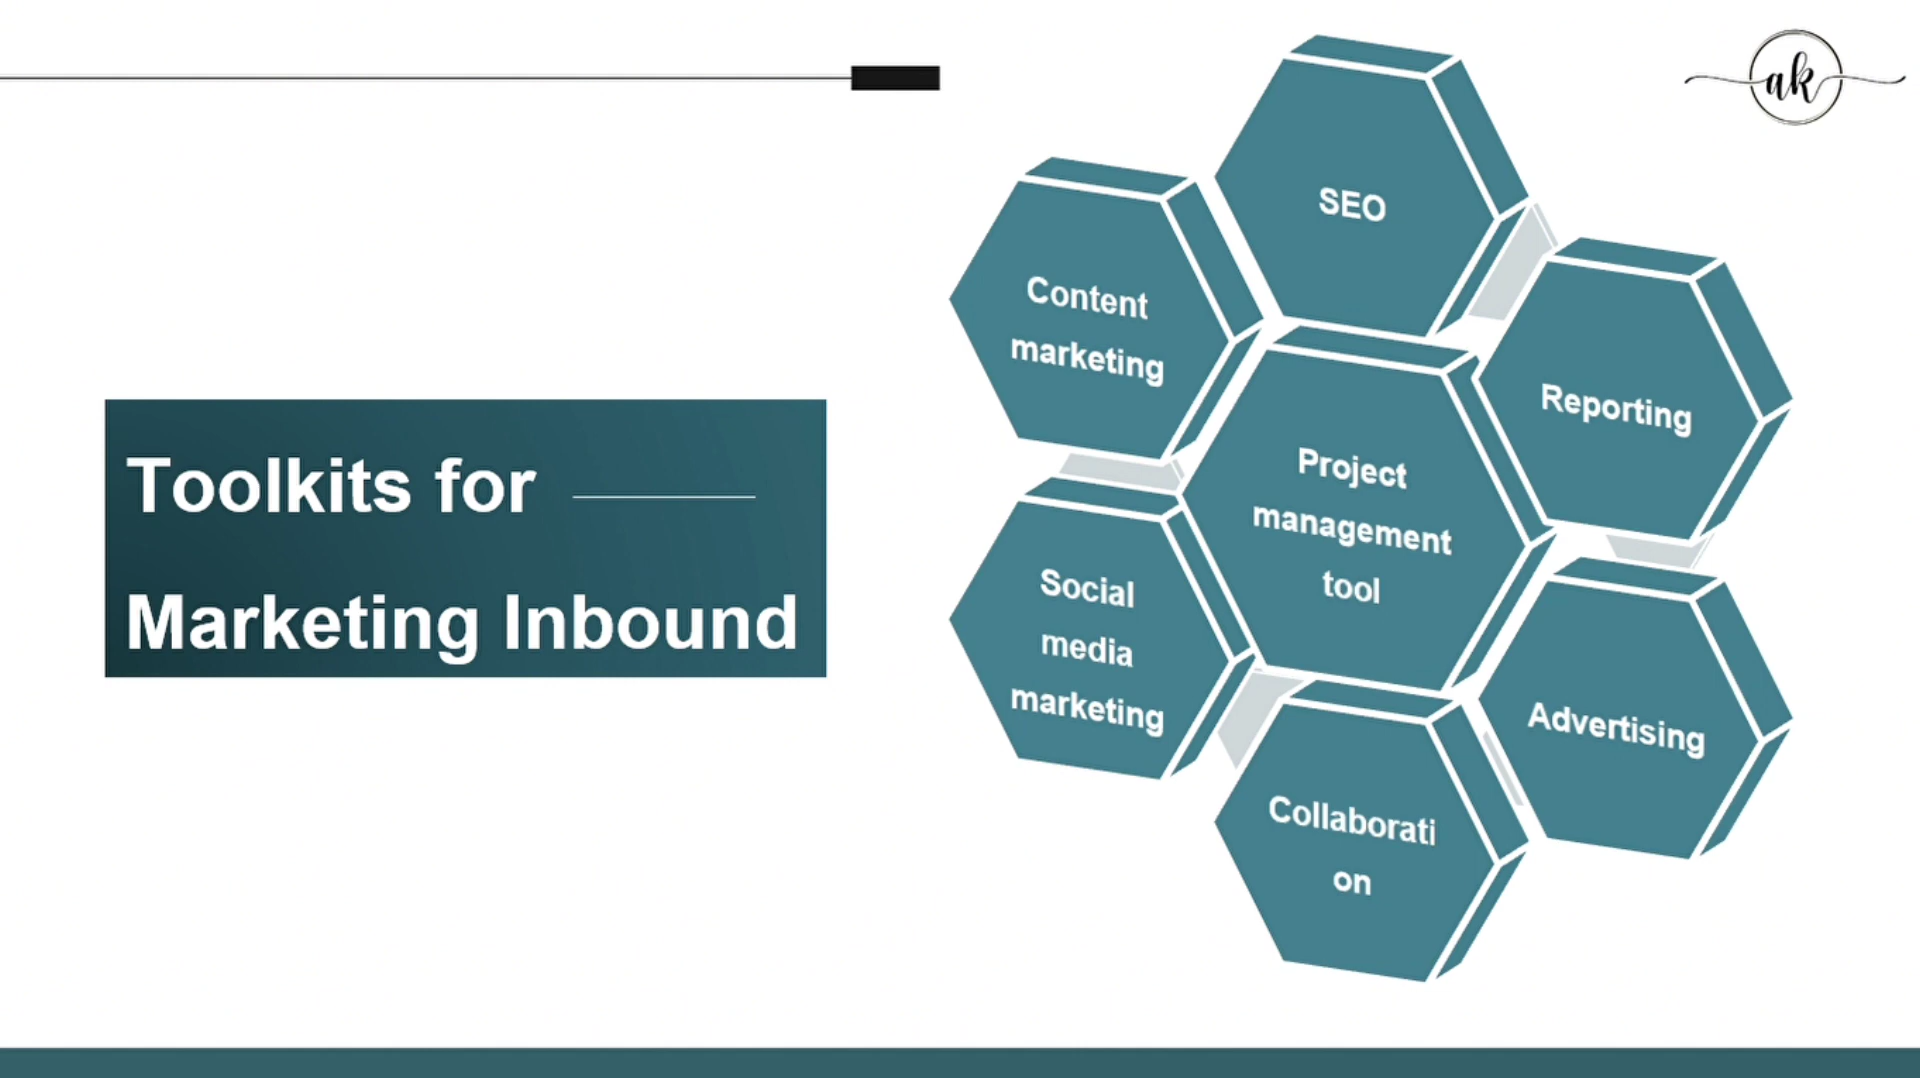 ak
Toolkits for
Marketing Inbound
SEO
Content
marketing
Reporting
Project
management
tool
Social
media
marketing
Advertising
Collaborati
on